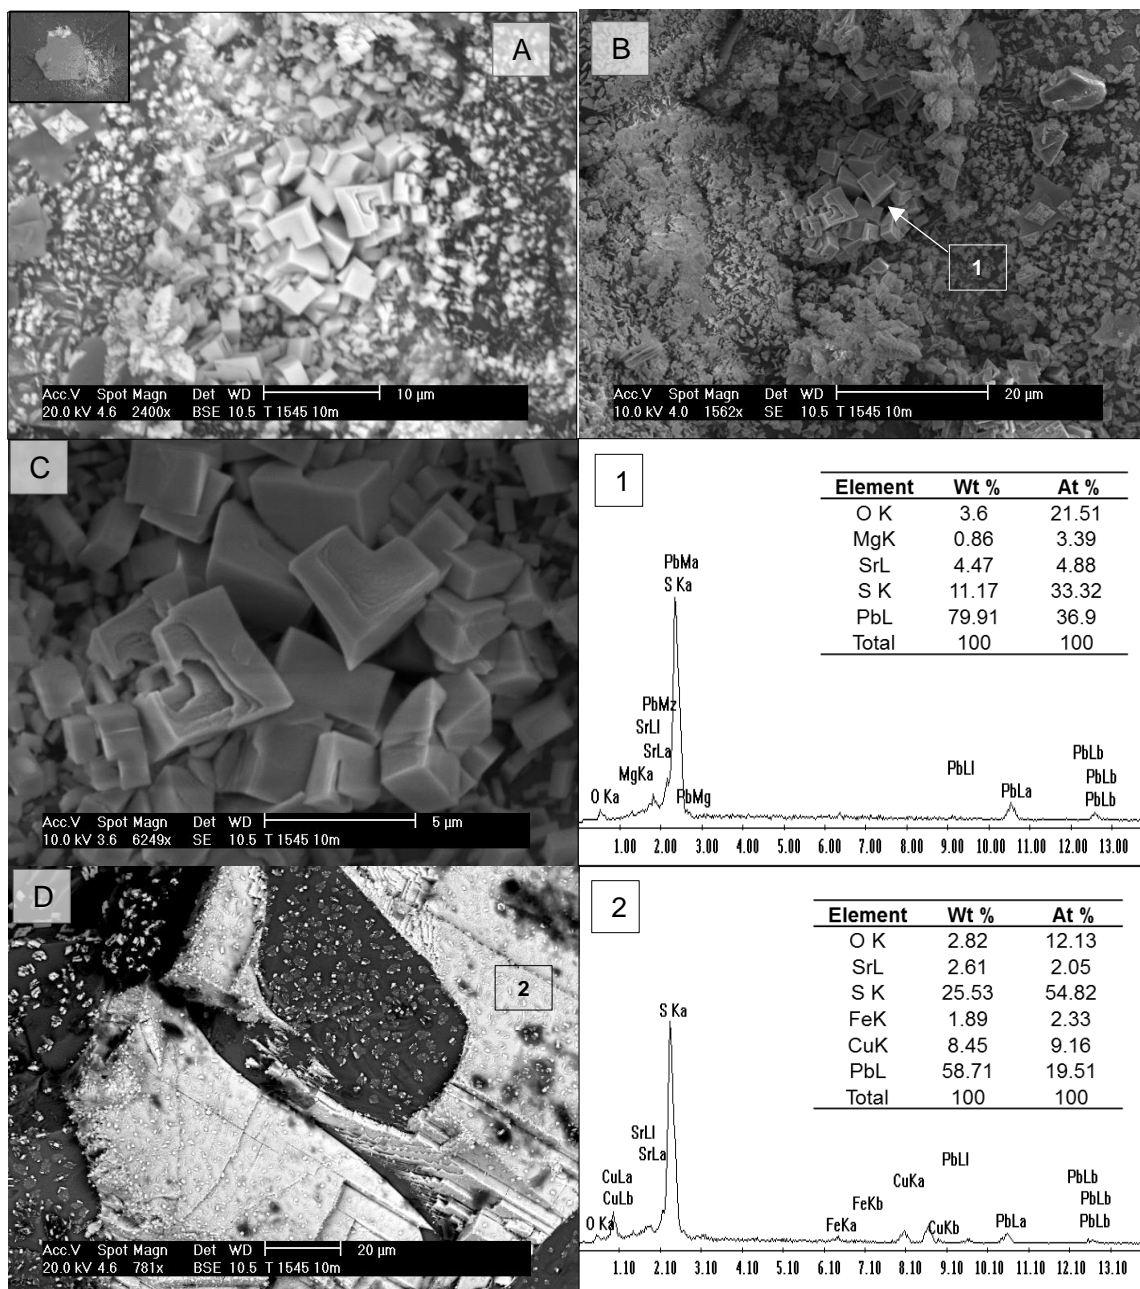 A
Acc.V Spot Magn Det WD 10 µm
20.0 kV 4.6 2400x BSE 10.5 T 1545 10m
B
1
Acc.V Spot Magn Det WD 20 µm
10.0 kV 4.0 1562x SE 10.5 T 1545 10m
C
Acc.V Spot Magn Det WD 5 µm
10.0 kV 3.6 6249x SE 10.5 T 1545 10m
1
Element Wt % At %
O K 3.6 21.51
MgK 0.86 3.39
SrL 4.47 4.88
S K 11.17 33.32
PbL 79.91 36.9
Total 100 100
PbMa
S Ka
PbMz
SrLl
SrLa
MgKa
O Ka
PbMg
PbLl
PbLa
PbLb
PbLb
PbLb
1.00 2.00 3.00 4.00 5.00 6.00 7.00 8.00 9.00 10.00 11.00 12.00 13.00
D
2
Acc.V Spot Magn Det WD 20 µm
20.0 kV 4.6 781x BSE 10.5 T 1545 10m
2
Element Wt % At %
O K 2.82 12.13
SrL 2.61 2.05
S K 25.53 54.82
FeK 1.89 2.33
CuK 8.45 9.16
PbL 58.71 19.51
Total 100 100
S Ka
SrLl
SrLa
CuLa
CuLb
O Ka
FeKa
FeKb
CuKa
CuKb
PbLl
PbLa
PbLb
PbLb
PbLb
1.10 2.10 3.10 4.10 5.10 6.10 7.10 8.10 9.10 10.10 11.10 12.10 13.10